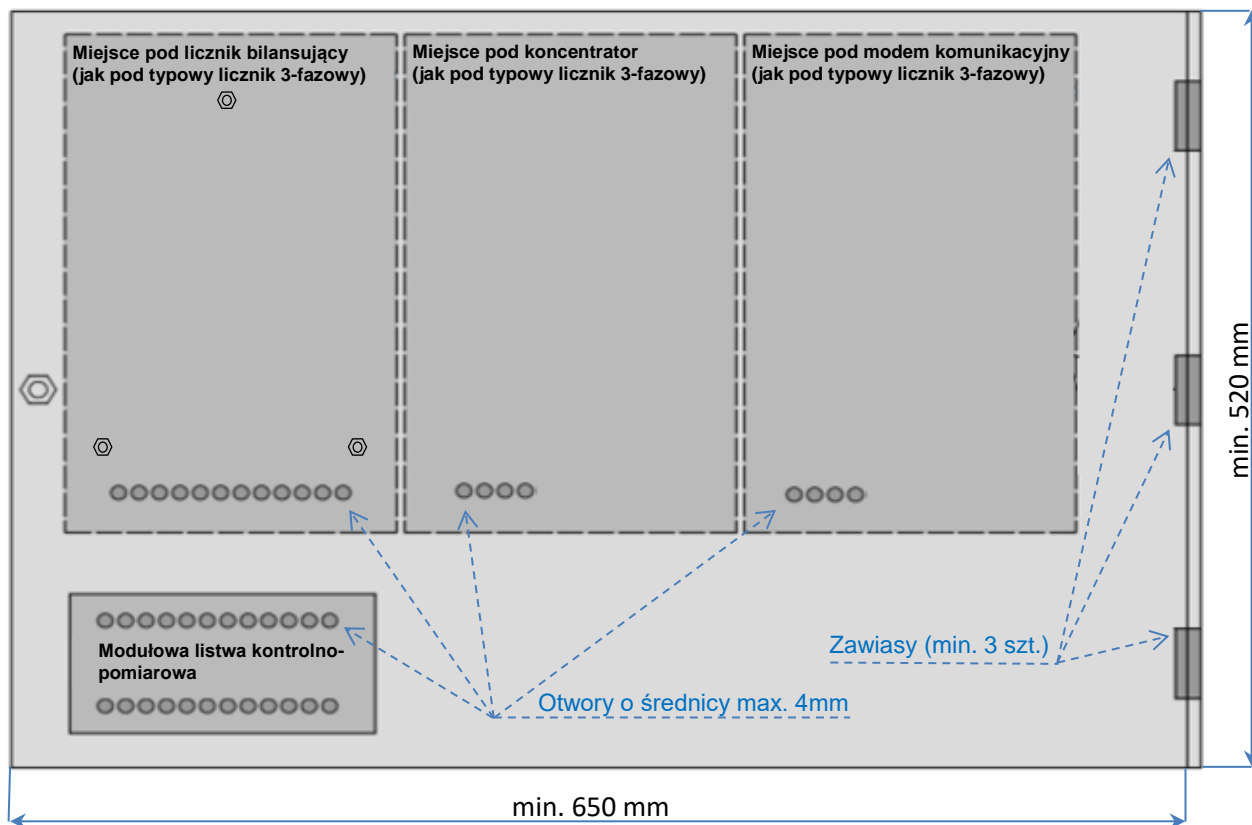 Miejsce pod licznik bilansujący
(jak pod typowy licznik 3-fazowy)
Miejsce pod koncentrator
(jak pod typowy licznik 3-fazowy)
Miejsce pod modem komunikacyjny
(jak pod typowy licznik 3-fazowy)
min. 520 mm
Modułowa listwa kontrolno-
pomiarowa
Zawiasy (min. 3 szt.)
Otwory o średnicy max. 4mm
min. 650 mm